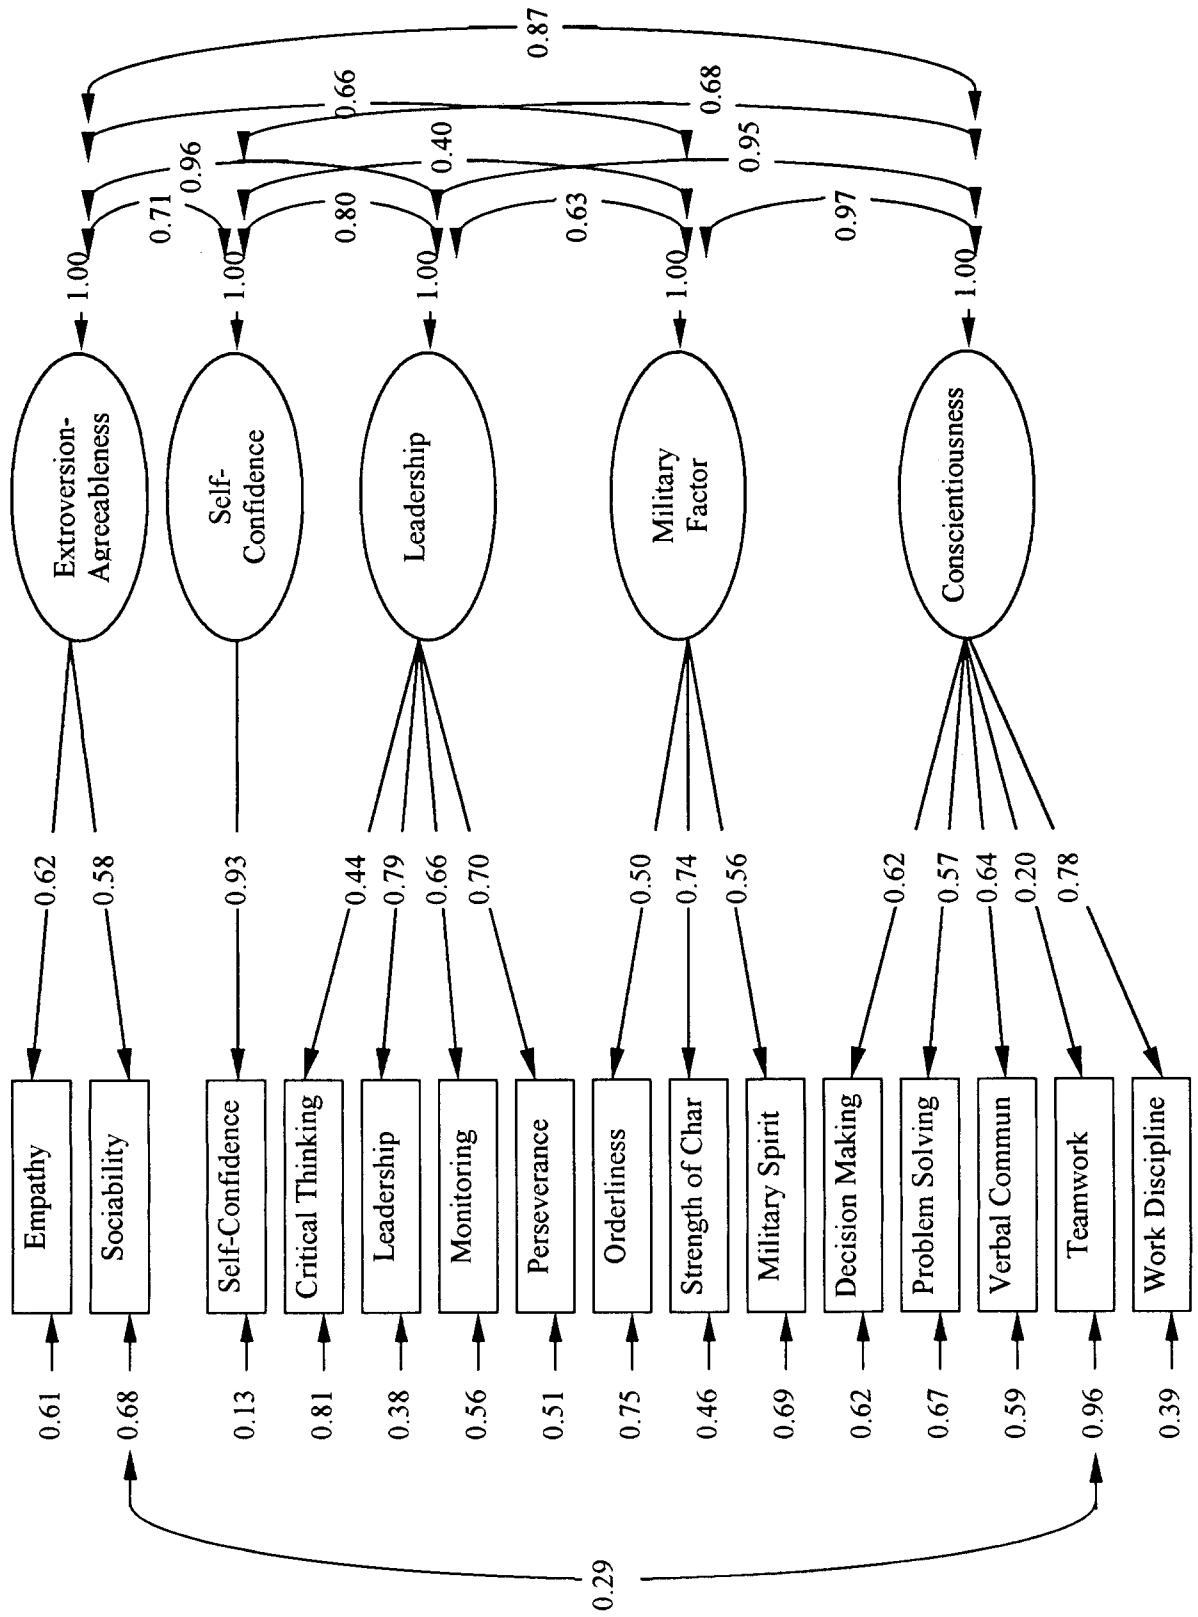 0.61
Empathy
0.62
0.68
Sociability
0.58
0.13
Self-Confidence
0.93
0.81
Critical Thinking
0.44
0.38
Leadership
0.79
0.56
Monitoring
0.66
0.51
Perseverance
0.70
0.75
Orderliness
0.50
0.46
Strength of Char
0.74
0.69
Military Spirit
0.56
0.62
Decision Making
0.62
0.67
Problem Solving
0.57
0.59
Verbal Commun
0.64
0.96
Teamwork
0.20
0.39
Work Discipline
0.78
0.29
Extroversion-
Agreeableness
1.00
Self-
Confidence
1.00
Leadership
1.00
Military
Factor
1.00
Conscientiousness
1.00
0.71
0.80
0.63
0.97
0.96
0.40
0.95
0.66
0.68
0.87